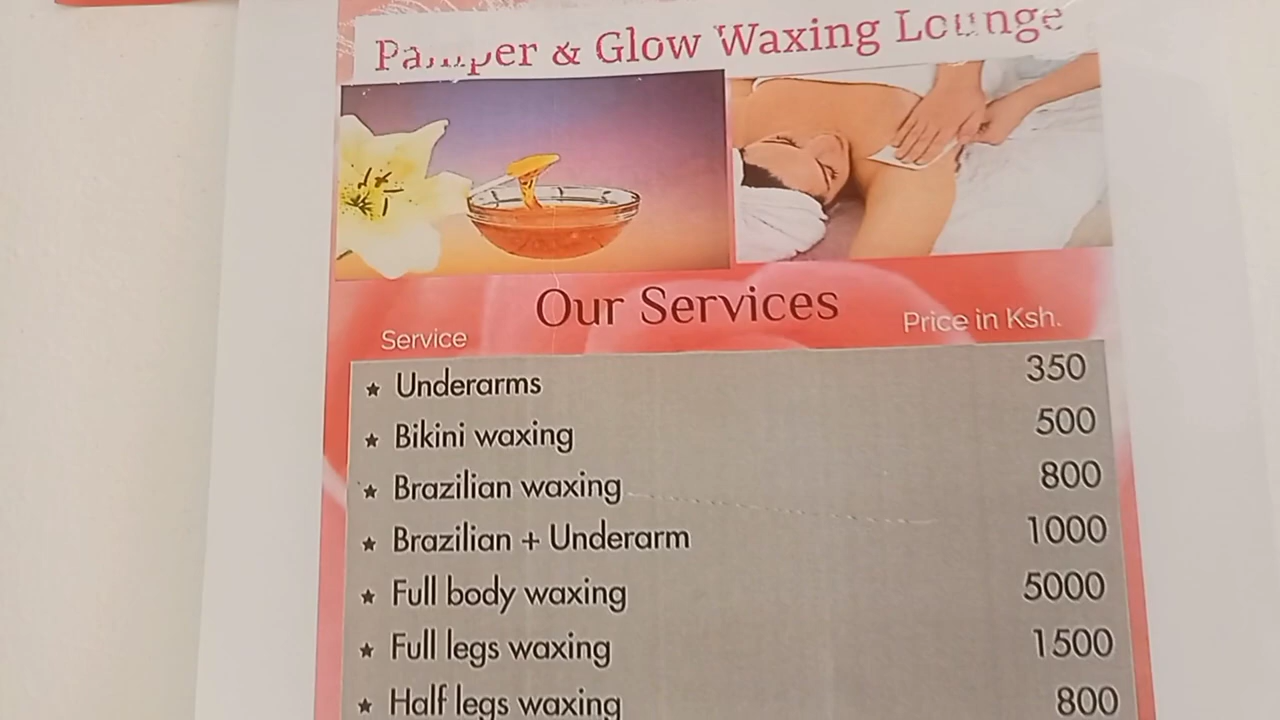 Pamper & Glow Waxing Lounge
Our Services
Service Price in Ksh.
★ Underarms 350
★ Bikini waxing 500
★ Brazilian waxing 800
★ Brazilian + Underarm 1000
★ Full body waxing 5000
★ Full legs waxing 1500
★ Half legs waxing 800